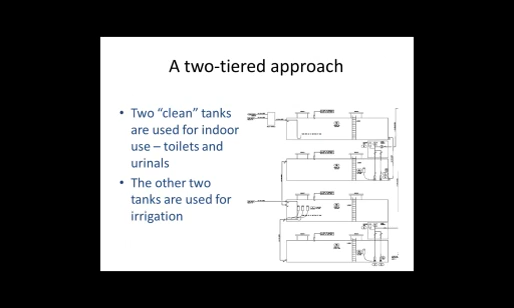 A two-tiered approach
• Two “clean” tanks
are used for indoor
use – toilets and
urinals
• The other two
tanks are used for
irrigation